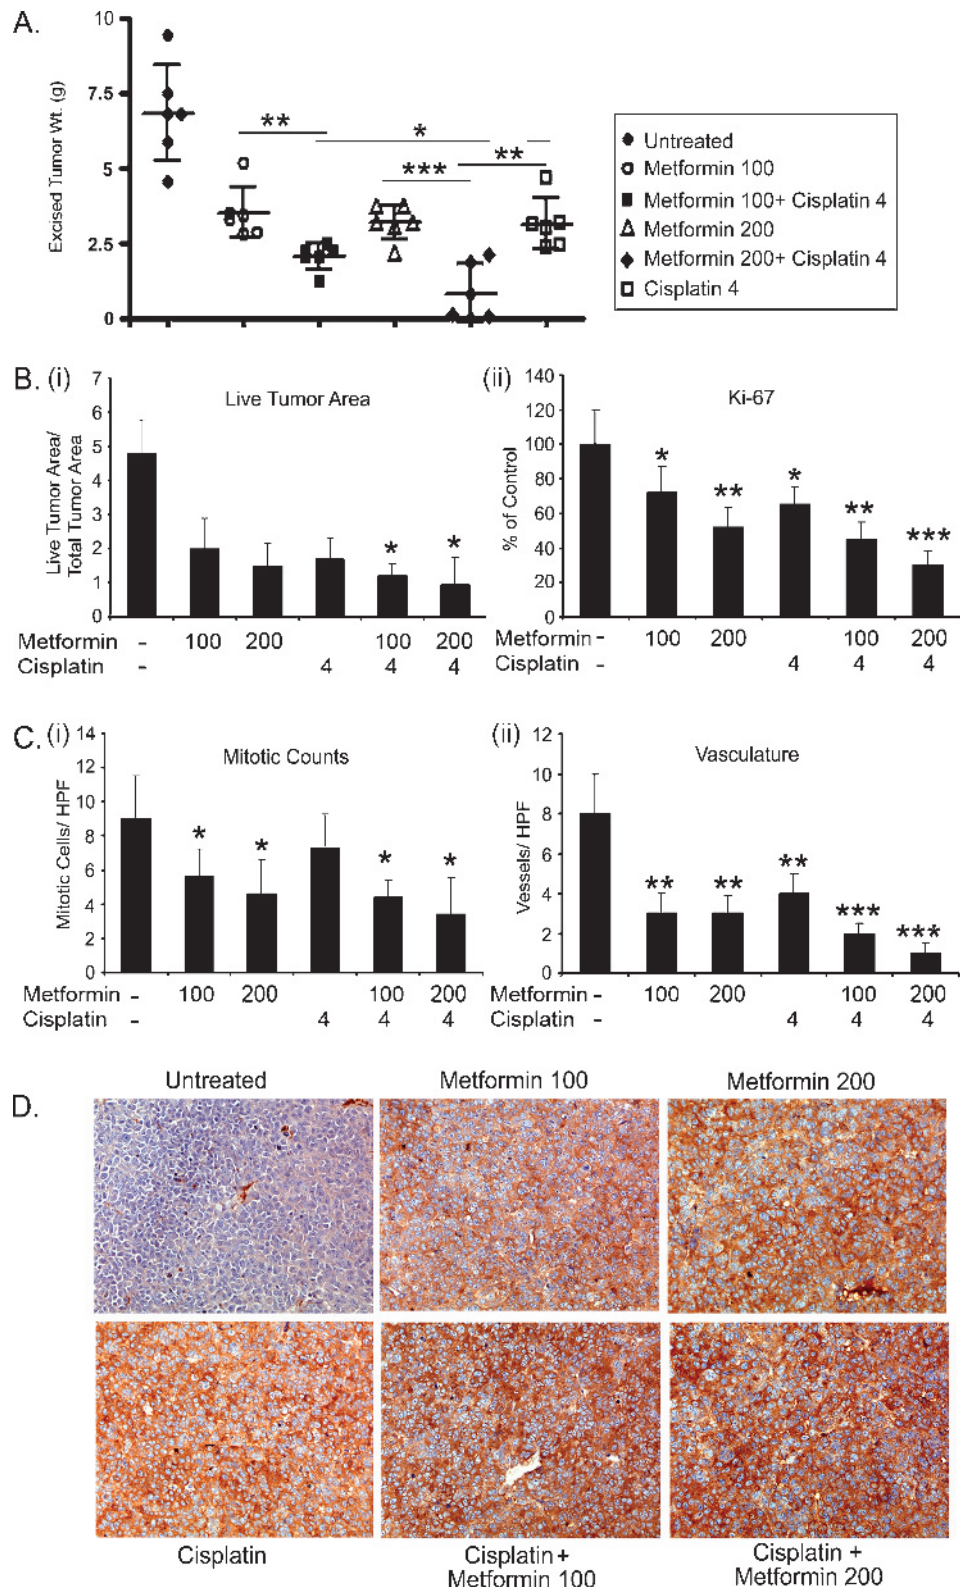 A.
Excised Tumor Wt. (g)
10
7.5
5
2.5
0
**
*
***
**
Untreated
Metformin 100
Metformin 100+ Cisplatin 4
Metformin 200
Metformin 200+ Cisplatin 4
Cisplatin 4
B. (i)
Live Tumor Area
Live Tumor Area/
Total Tumor Area
7
6
5
4
3
2
1
0
* *
Metformin - 100 200 100 200
Cisplatin - 4 4 4
(ii)
Ki-67
% of Control
140
120
100
80
60
40
20
0
* ** * ** ***
Metformin - 100 200 100 200
Cisplatin - 4 4 4
C. (i)
Mitotic Counts
Mitotic Cells/ HPF
14
12
10
8
6
4
2
0
* * * *
Metformin - 100 200 100 200
Cisplatin - 4 4 4
(ii)
Vasculature
Vessels/ HPF
12
10
8
6
4
2
0
** ** ** *** ***
Metformin - 100 200 100 200
Cisplatin - 4 4 4
D.
Untreated
Metformin 100
Metformin 200
Cisplatin
Cisplatin +
Metformin 100
Cisplatin +
Metformin 200